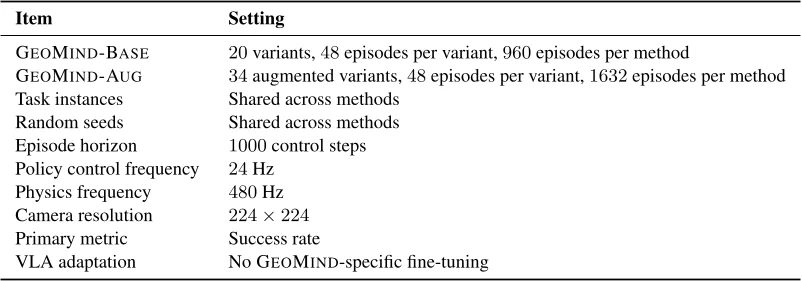 Item Setting
GEOMIND-BASE 20 variants, 48 episodes per variant, 960 episodes per method
GEOMIND-AUG 34 augmented variants, 48 episodes per variant, 1632 episodes per method
Task instances Shared across methods
Random seeds Shared across methods
Episode horizon 1000 control steps
Policy control frequency 24 Hz
Physics frequency 480 Hz
Camera resolution 224 × 224
Primary metric Success rate
VLA adaptation No GEOMIND-specific fine-tuning